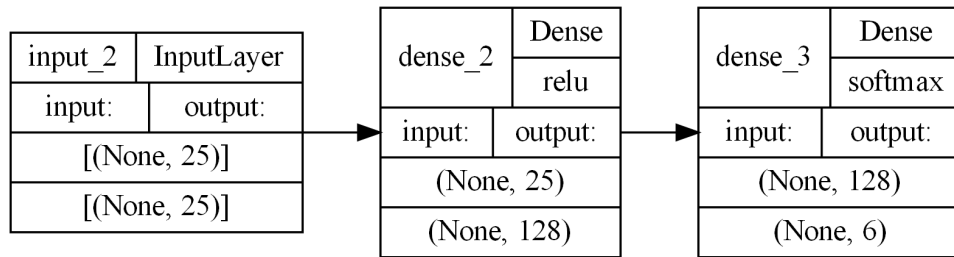 input_2 InputLayer
input: output:
[(None, 25)]
[(None, 25)]
dense_2 Dense
relu
input: output:
(None, 25)
(None, 128)
dense_3 Dense
softmax
input: output:
(None, 128)
(None, 6)